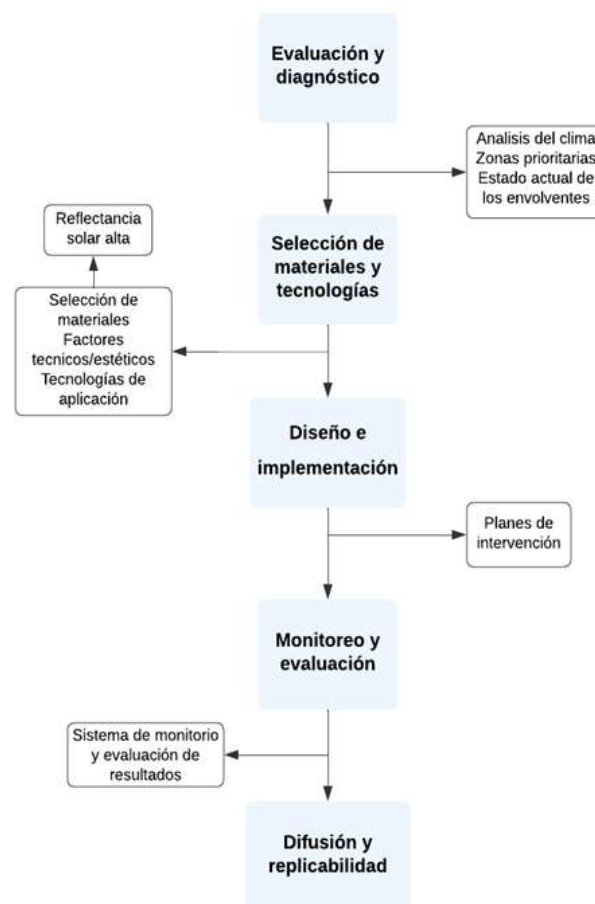 Evaluación y
diagnóstico
Analisis del clima
Zonas prioritarias
Estado actual de
los envolventes
Reflectancia
solar alta
Selección de
materiales y
tecnologías
Selección de
materiales
Factores
tecnicos/estéticos
Tecnologías de
aplicación
Diseño e
implementación
Planes de
intervención
Monitoreo y
evaluación
Sistema de monitorio
y evaluación de
resultados
Difusión y
replicabilidad